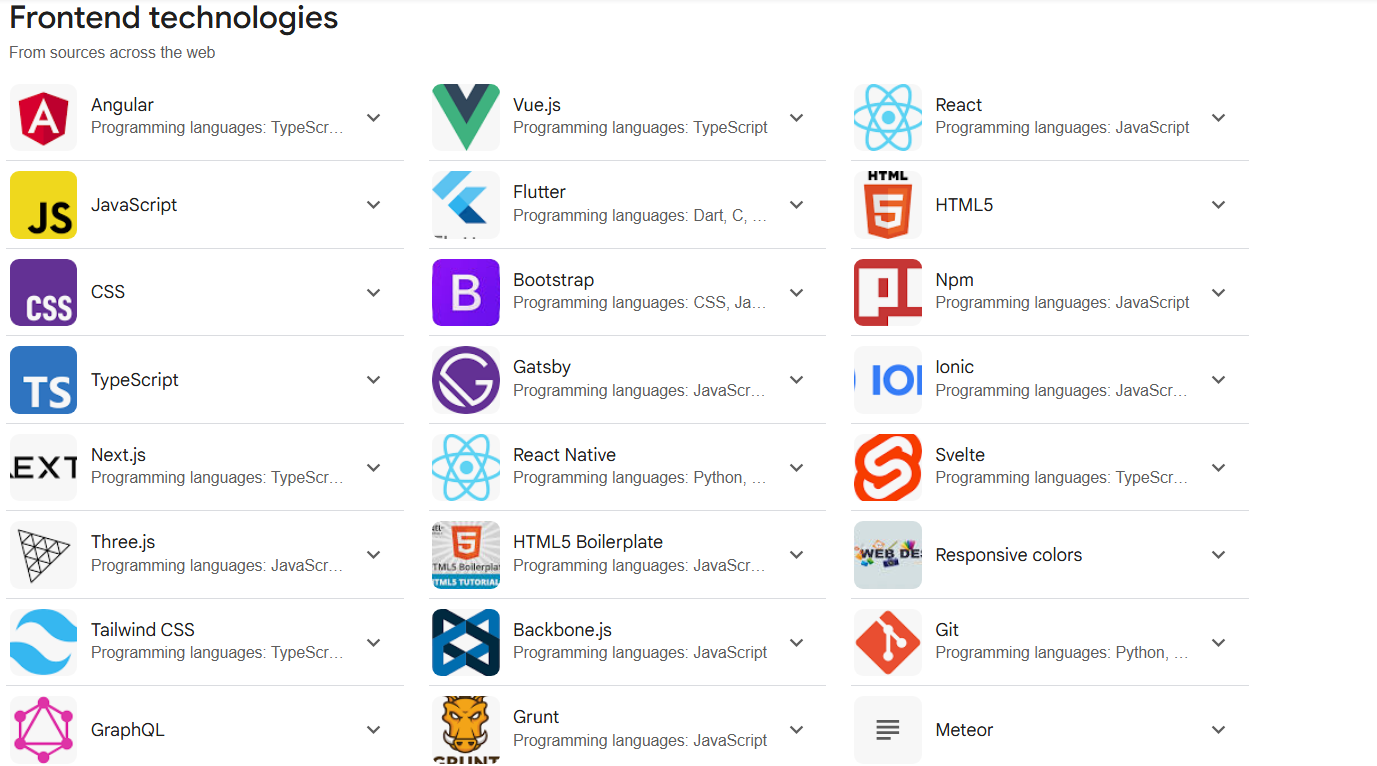 Frontend technologies
From sources across the web
Angular
Programming languages: TypeScr...
Vue.js
Programming languages: TypeScript
React
Programming languages: JavaScript
JS
JavaScript
Flutter
Programming languages: Dart, C, ...
HTML
5
HTML5
CSS
CSS
B
Bootstrap
Programming languages: CSS, Ja...
Npm
Programming languages: JavaScript
TS
TypeScript
Gatsby
Programming languages: JavaScr...
Ionic
Programming languages: JavaScr...
Next.js
Programming languages: TypeScr...
React Native
Programming languages: Python, ...
Svelte
Programming languages: TypeScr...
Three.js
Programming languages: JavaScr...
HTML5 Boilerplate
Programming languages: JavaScr...
WEB DE
Responsive colors
Tailwind CSS
Programming languages: TypeScr...
Backbone.js
Programming languages: JavaScript
Git
Programming languages: Python, ...
GraphQL
GRUNT
Grunt
Programming languages: JavaScript
Meteor